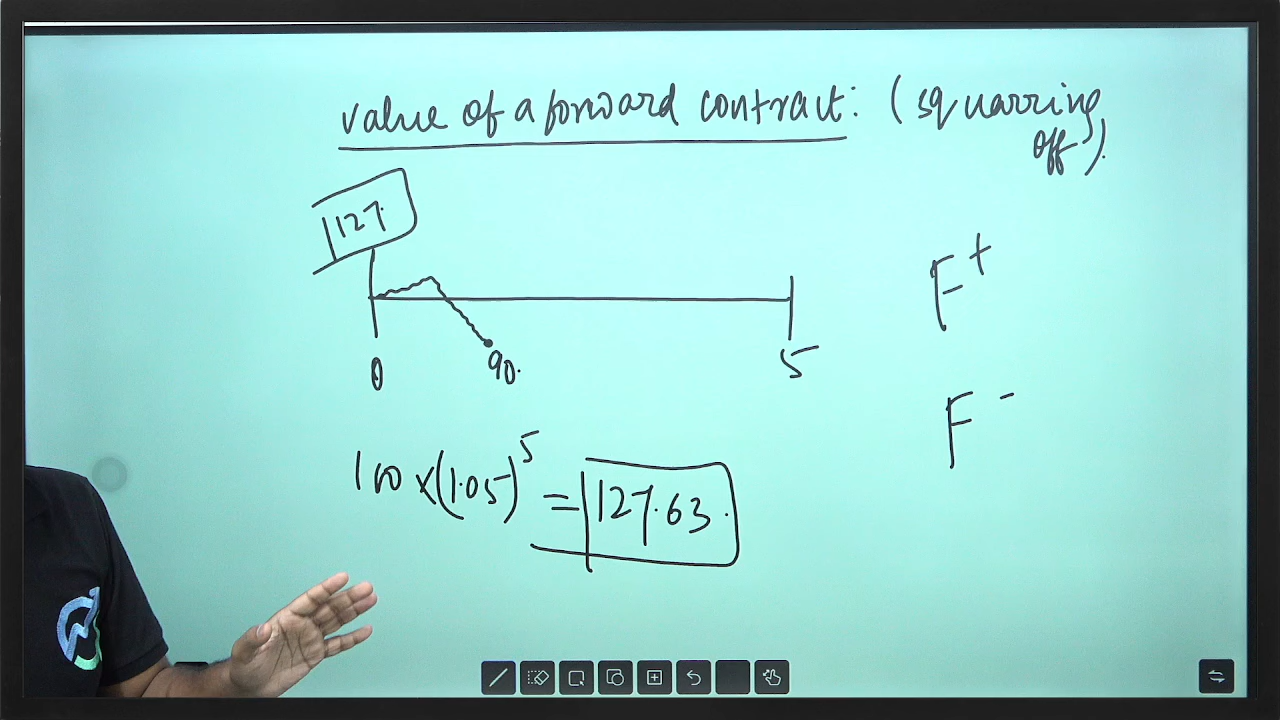 value of a forward contract: (squarring
off).
127.
F+
0
90.
5
F-
100 x (1.05)^5 = 127.63.